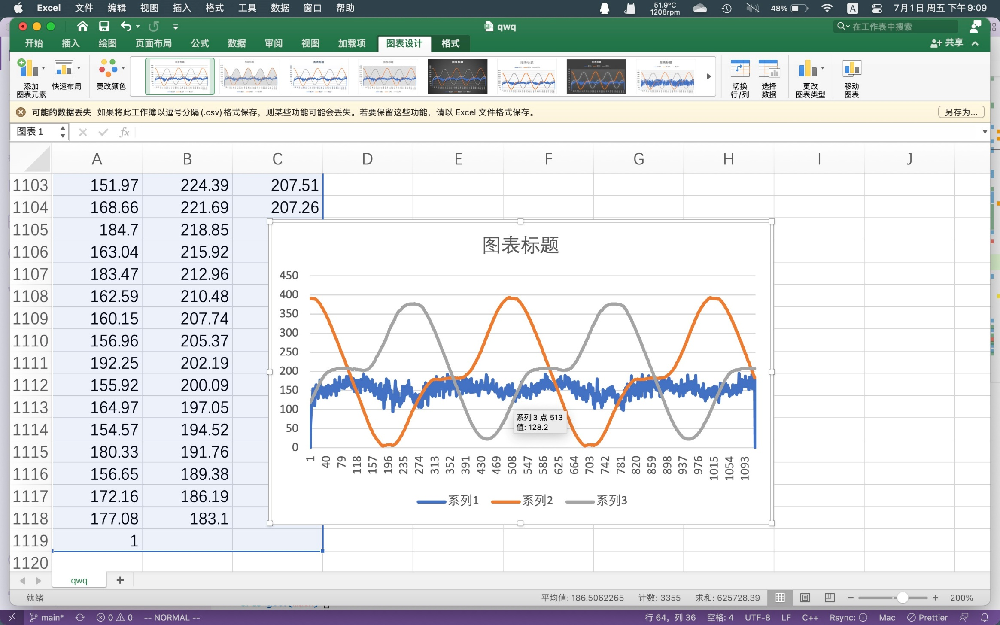 Excel 文件 编辑 视图 插入 格式 工具 数据 窗口 帮助 51.9°C 1208rpm 48% A 7月1日 周五 下午9:09
qwq 在工作表中搜索
开始 插入 绘图 页面布局 公式 数据 审阅 视图 加载项 图表设计 格式 共享
添加 图表元素 快速布局 更改颜色 切换 行/列 选择 数据 更改 图表类型 移动 图表
可能的数据丢失 如果将此工作簿以逗号分隔(.csv)格式保存，则某些功能可能会丢失。若要保留这些功能，请以 Excel 文件格式保存。 另存为...
图表 1 fx
A B C D E F G H I J
1103 151.97 224.39 207.51
1104 168.66 221.69 207.26
1105 184.7 218.85
1106 163.04 215.92
1107 183.47 212.96
1108 162.59 210.48
1109 160.15 207.74
1110 156.96 205.37
1111 192.25 202.19
1112 155.92 200.09
1113 164.97 197.05
1114 154.57 194.52
1115 180.33 191.76
1116 156.65 189.38
1117 172.16 186.19
1118 177.08 183.1
1119 1
1120
图表标题
450
400
350
300
250
200
150
100
50
0
系列 3 点 513
值: 128.2
1 40 79 118 157 196 235 274 313 352 391 430 469 508 547 586 625 664 703 742 781 820 859 898 937 976 1015 1054 1093
系列1 系列2 系列3
qwq +
就绪 平均值: 186.5062265 计数: 3355 求和: 625728.39 200%
main* 0 0 -- NORMAL -- 行 64，列 36 空格: 4 UTF-8 LF C++ Rsync: Mac Prettier